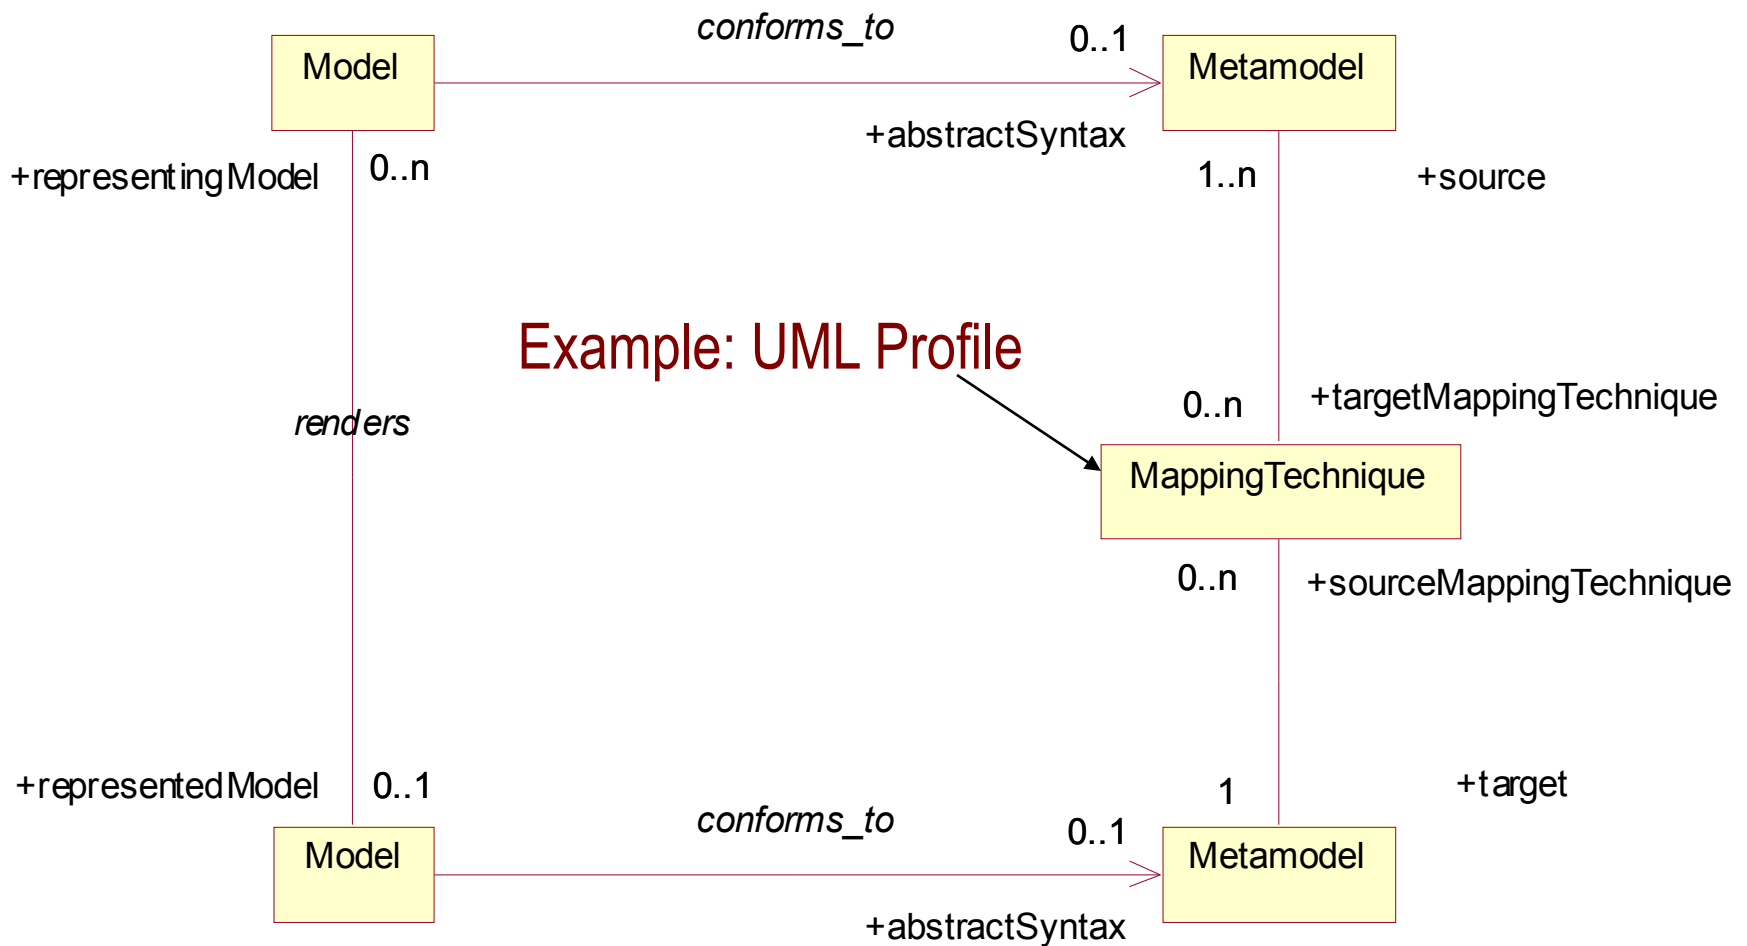 conforms_to
0..1
Model
Metamodel
+abstractSyntax
+representingModel
0..n
1..n
+source
Example: UML Profile
0..n
+targetMappingTechnique
renders
MappingTechnique
0..n
+sourceMappingTechnique
+representedModel
0..1
1
+target
conforms_to
0..1
Model
Metamodel
+abstractSyntax